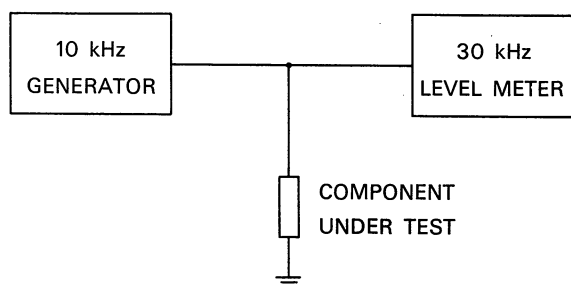 10 kHz
GENERATOR
30 kHz
LEVEL METER
COMPONENT
UNDER TEST